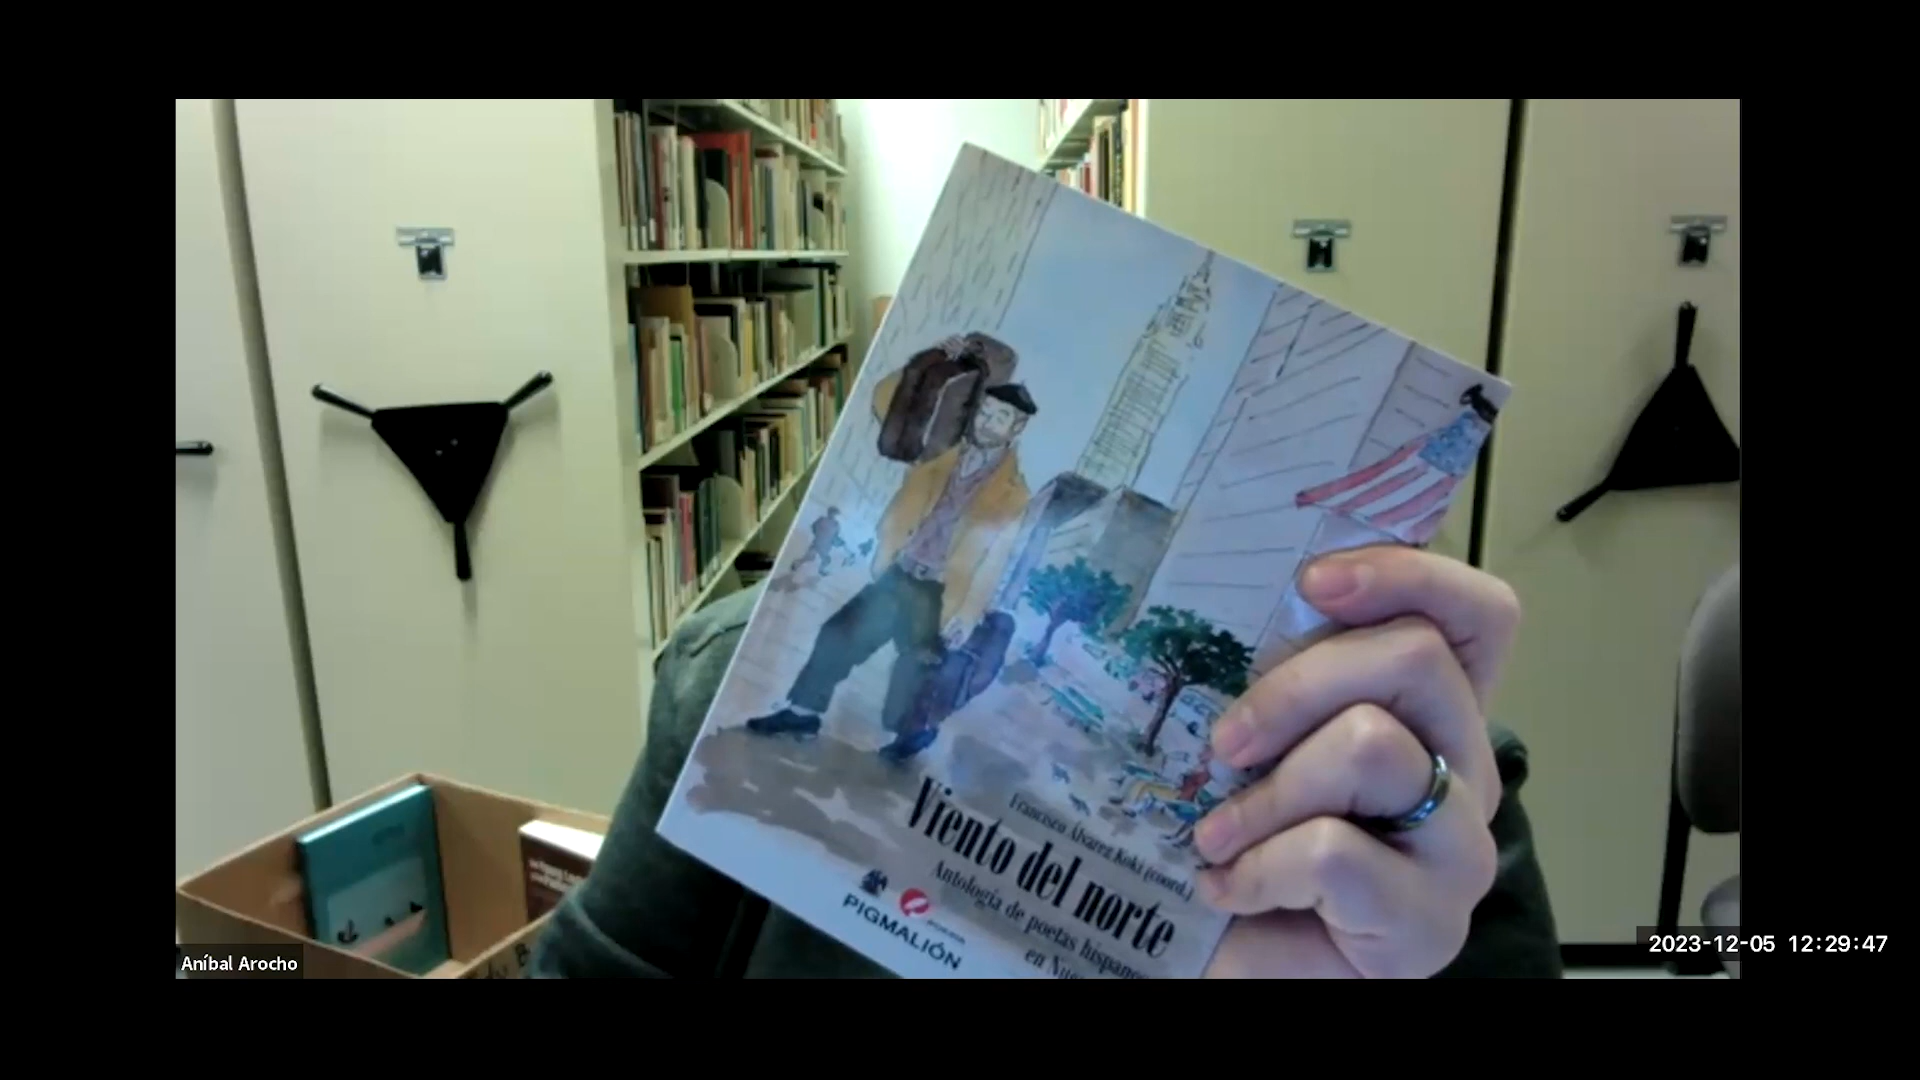 Francisco Álvarez Koki (coord.)
Viento del norte
Antología de poetas hispanos
en
PIGMALIÓN
Aníbal Arocho
2023-12-05 12:29:47